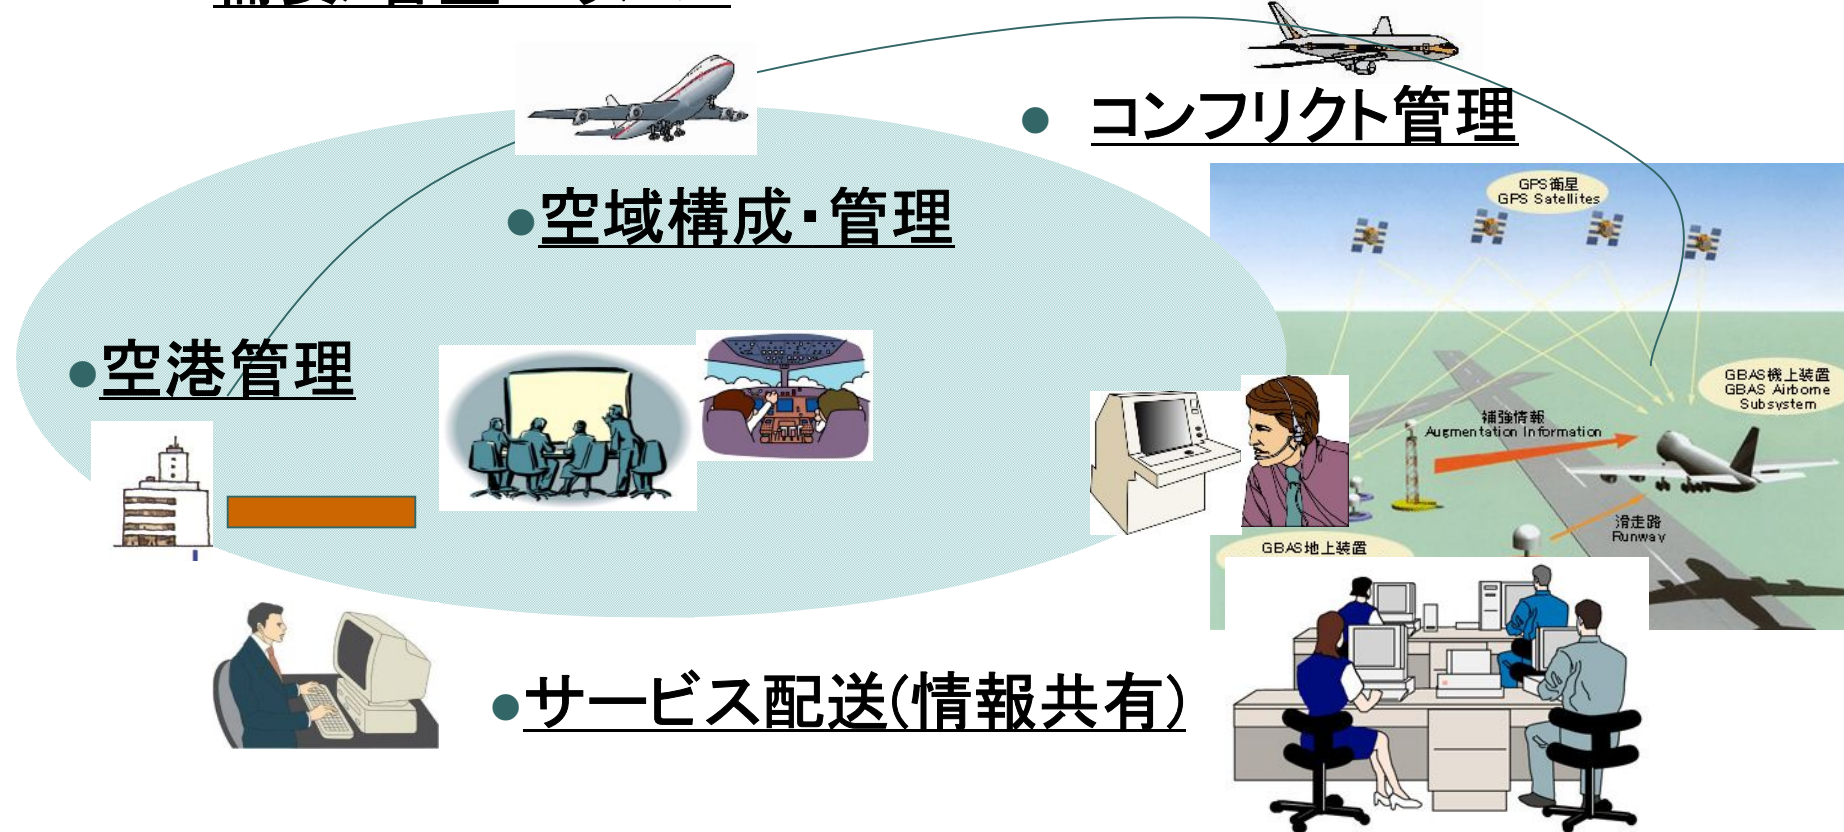 ● コンフリクト管理
GPS衛星
GPS Satellites
●空域構成・管理
●空港管理
GBAS機上装置
GBAS Airborne
Subsystem
補強情報
Augmentation Information
滑走路
Runway
GBAS地上装置
●サービス配送(情報共有)